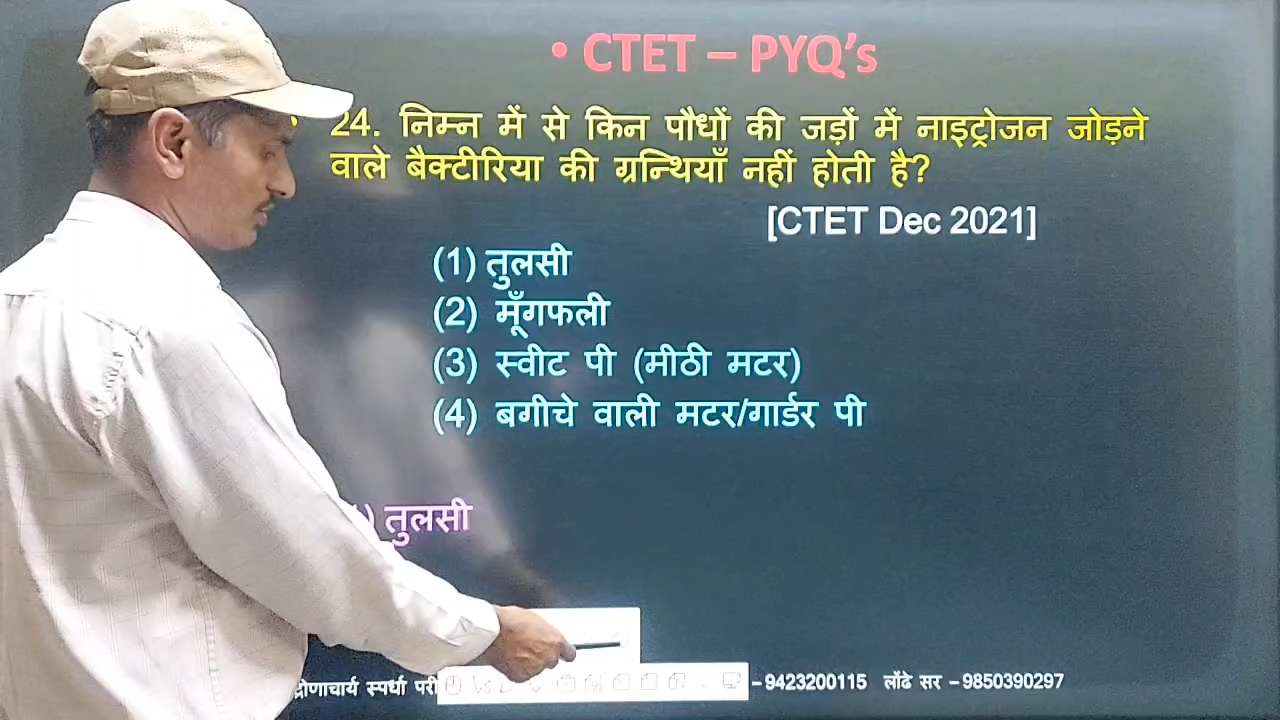 • CTET – PYQ’s
• 24. निम्न में से किन पौधों की जड़ों में नाइट्रोजन जोड़ने
वाले बैक्टीरिया की ग्रन्थियाँ नहीं होती है?
[CTET Dec 2021]
(1) तुलसी
(2) मूँगफली
(3) स्वीट पी (मीठी मटर)
(4) बगीचे वाली मटर/गार्डर पी
) तुलसी
द्रोणाचार्य स्पर्धा – 9423200115 लोंढे सर – 9850390297